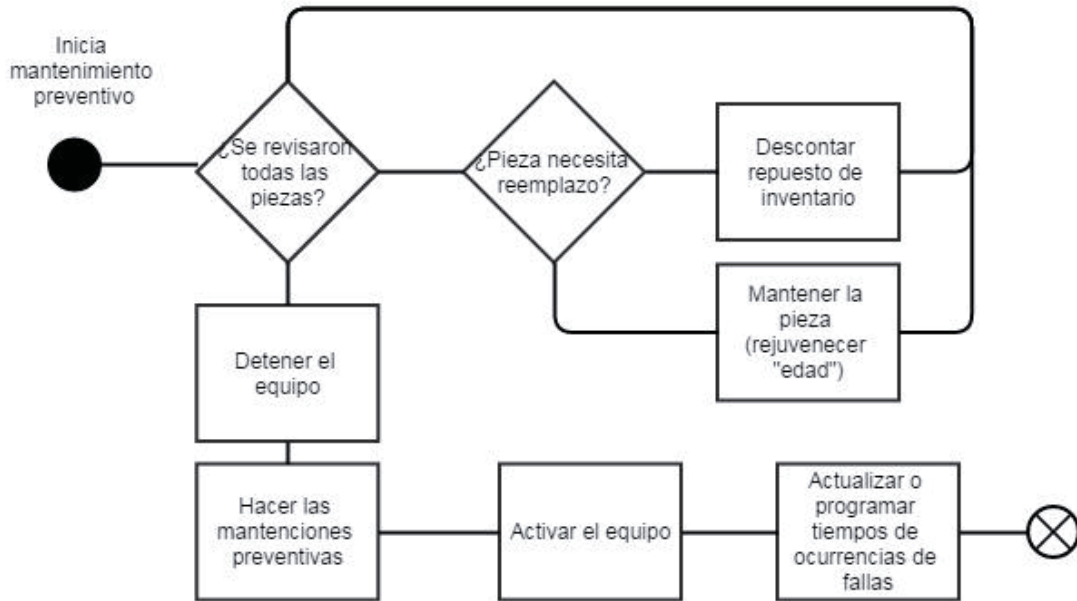 Inicia
mantenimiento
preventivo
¿Se revisaron
todas las
piezas?
¿Pieza necesita
reemplazo?
Descontar
repuesto de
inventario
Mantener la
pieza
(rejuvenecer
"edad")
Detener el
equipo
Hacer las
mantenciones
preventivas
Activar el equipo
Actualizar o
programar
tiempos de
ocurrencias de
fallas